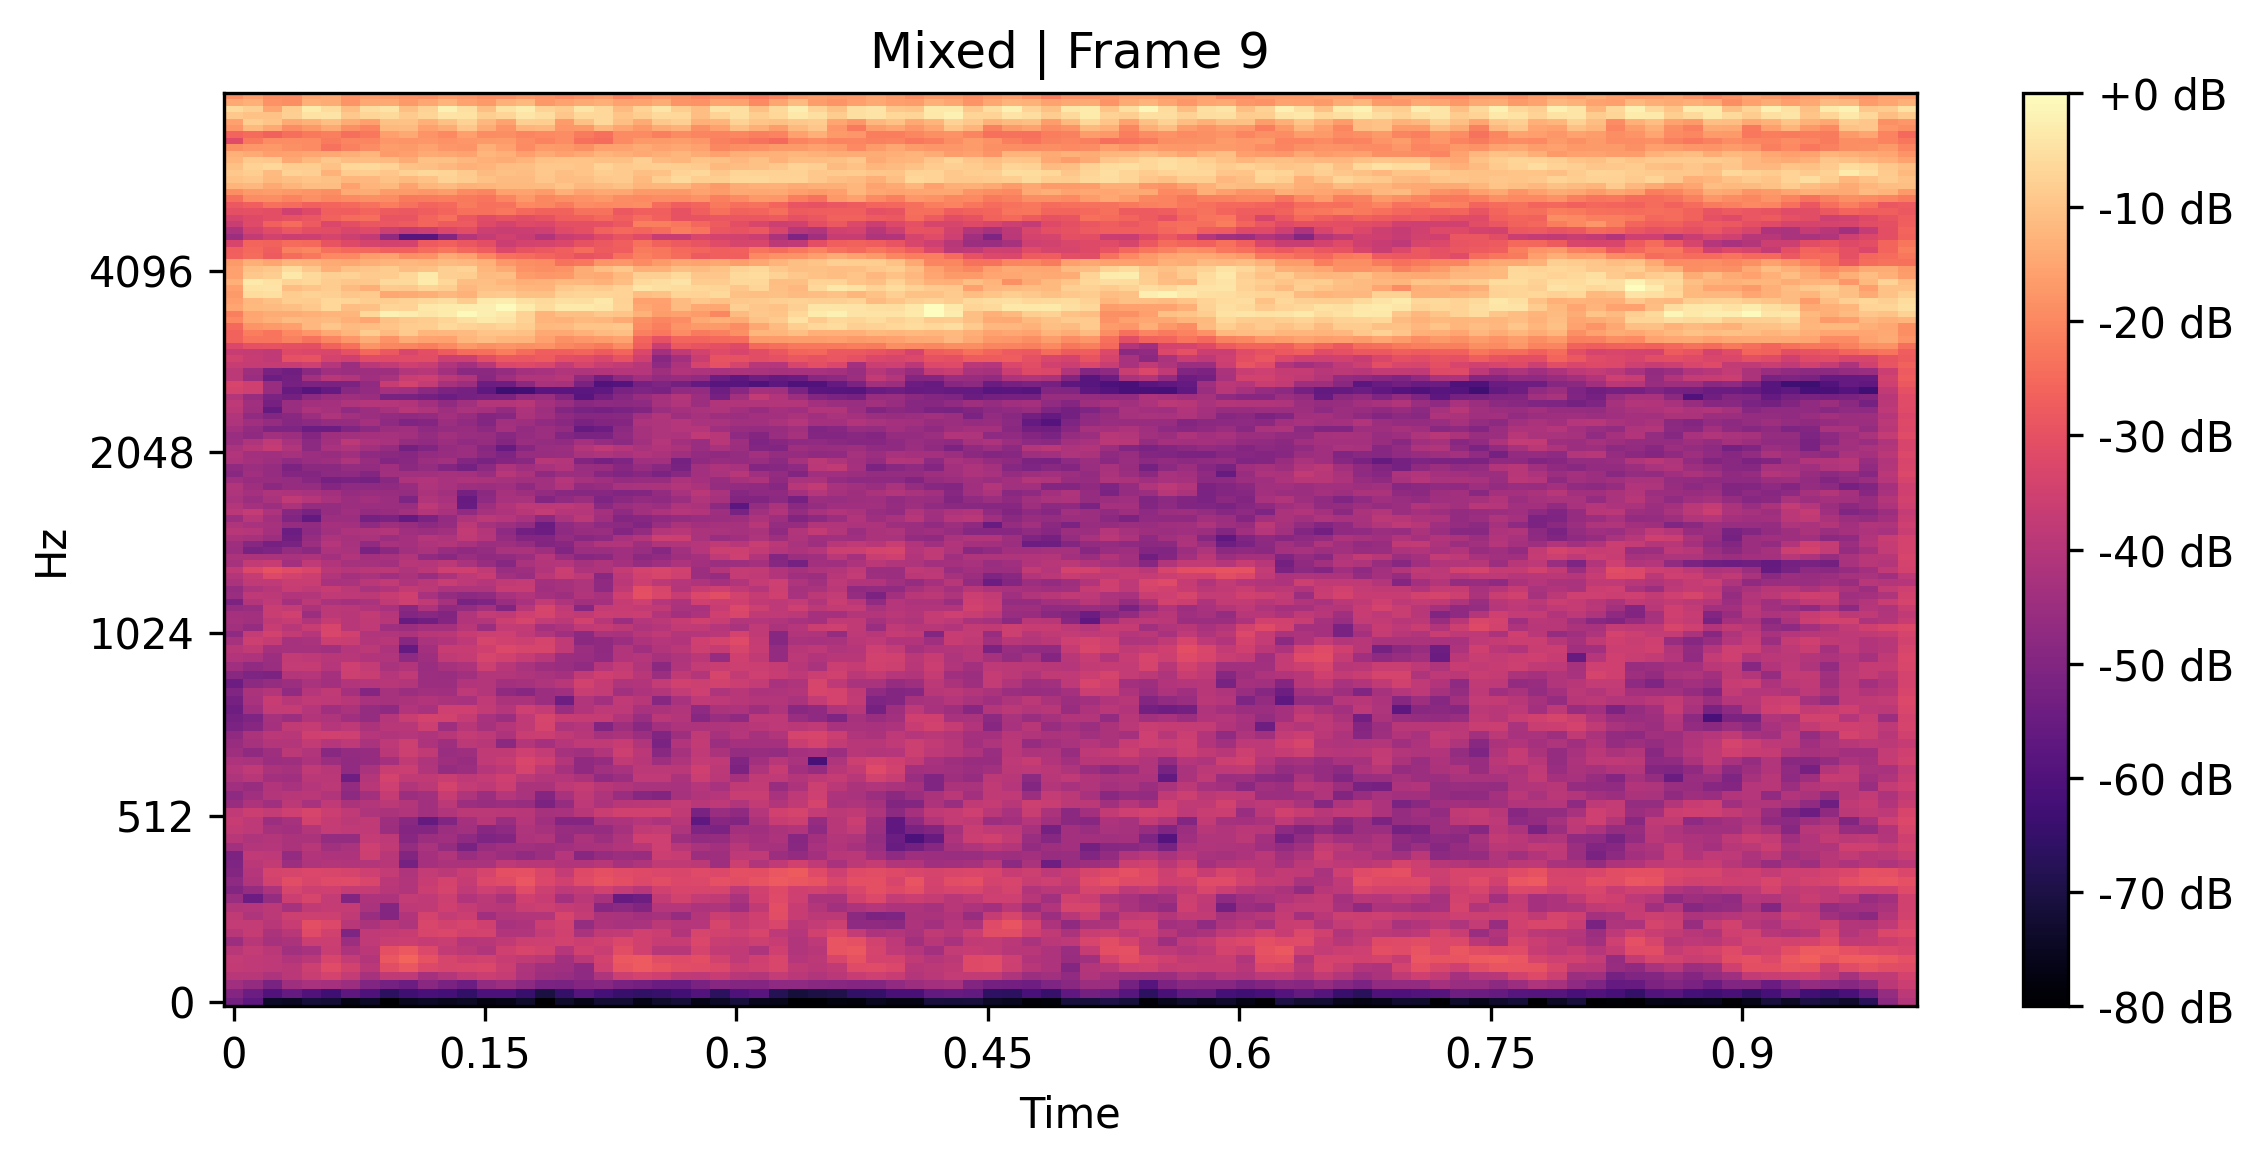 Mixed | Frame 9
Hz
4096
2048
1024
512
0
0 0.15 0.3 0.45 0.6 0.75 0.9
Time
+0 dB
-10 dB
-20 dB
-30 dB
-40 dB
-50 dB
-60 dB
-70 dB
-80 dB